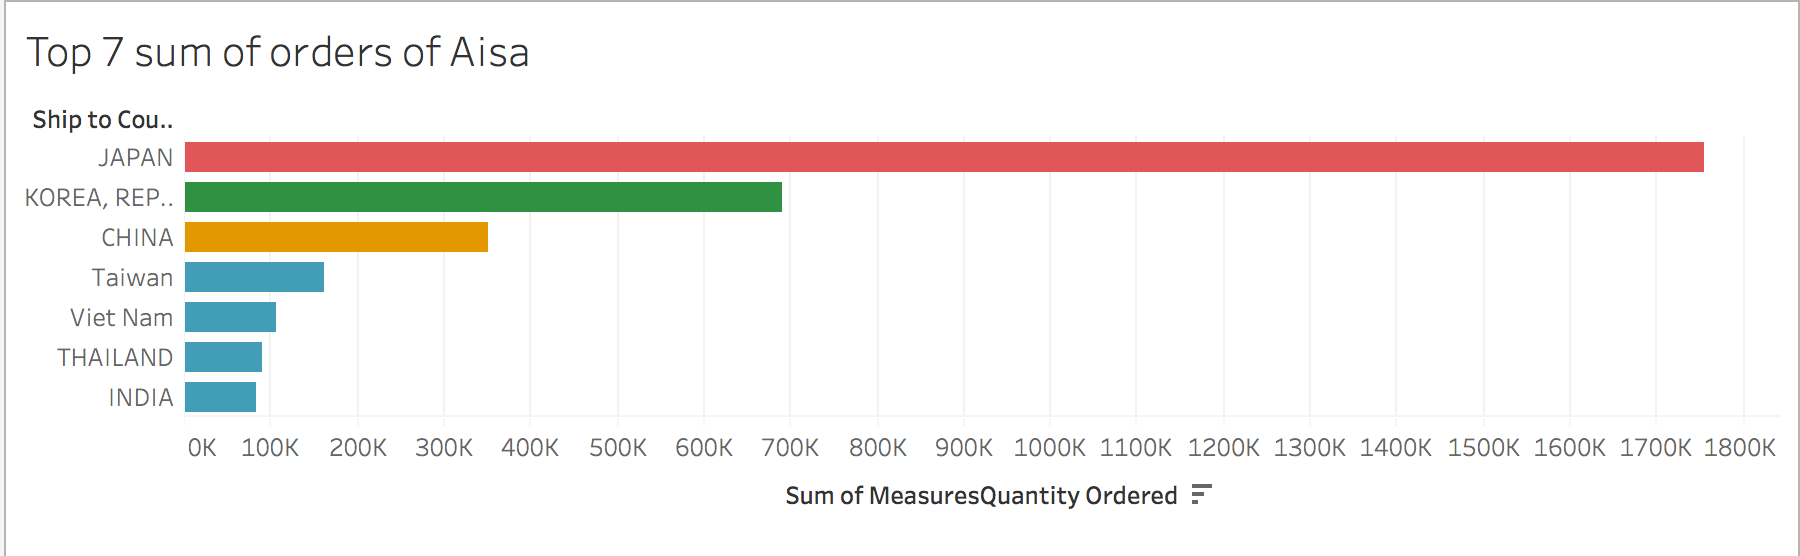 Top 7 sum of orders of Aisa
Ship to Cou..
JAPAN
KOREA, REP..
CHINA
Taiwan
Viet Nam
THAILAND
INDIA
0K 100K 200K 300K 400K 500K 600K 700K 800K 900K 1000K 1100K 1200K 1300K 1400K 1500K 1600K 1700K 1800K
Sum of MeasuresQuantity Ordered